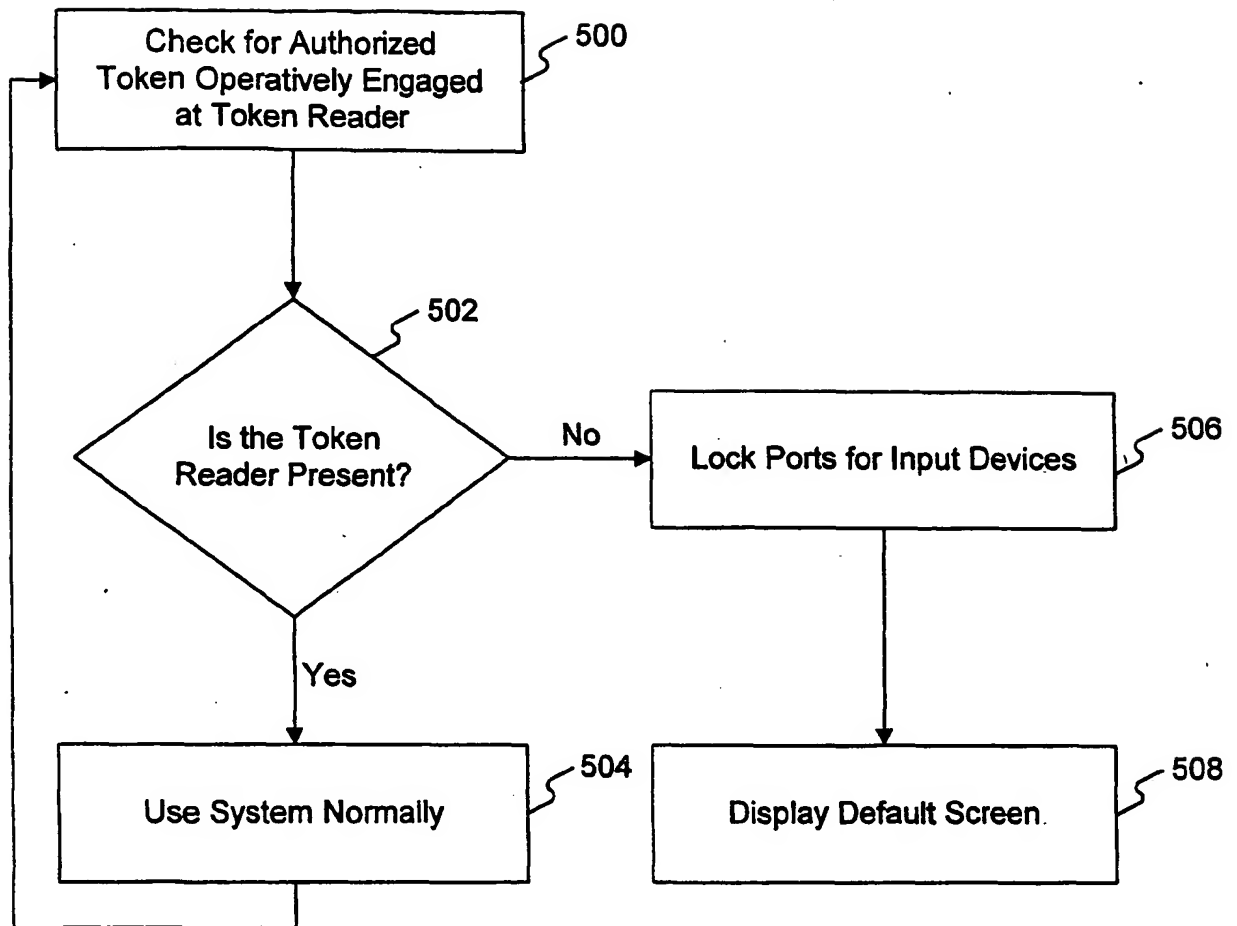 Check for Authorized
Token Operatively Engaged
at Token Reader
500
502
Is the Token
Reader Present?
No
Lock Ports for Input Devices
506
Yes
Use System Normally
504
Display Default Screen
508